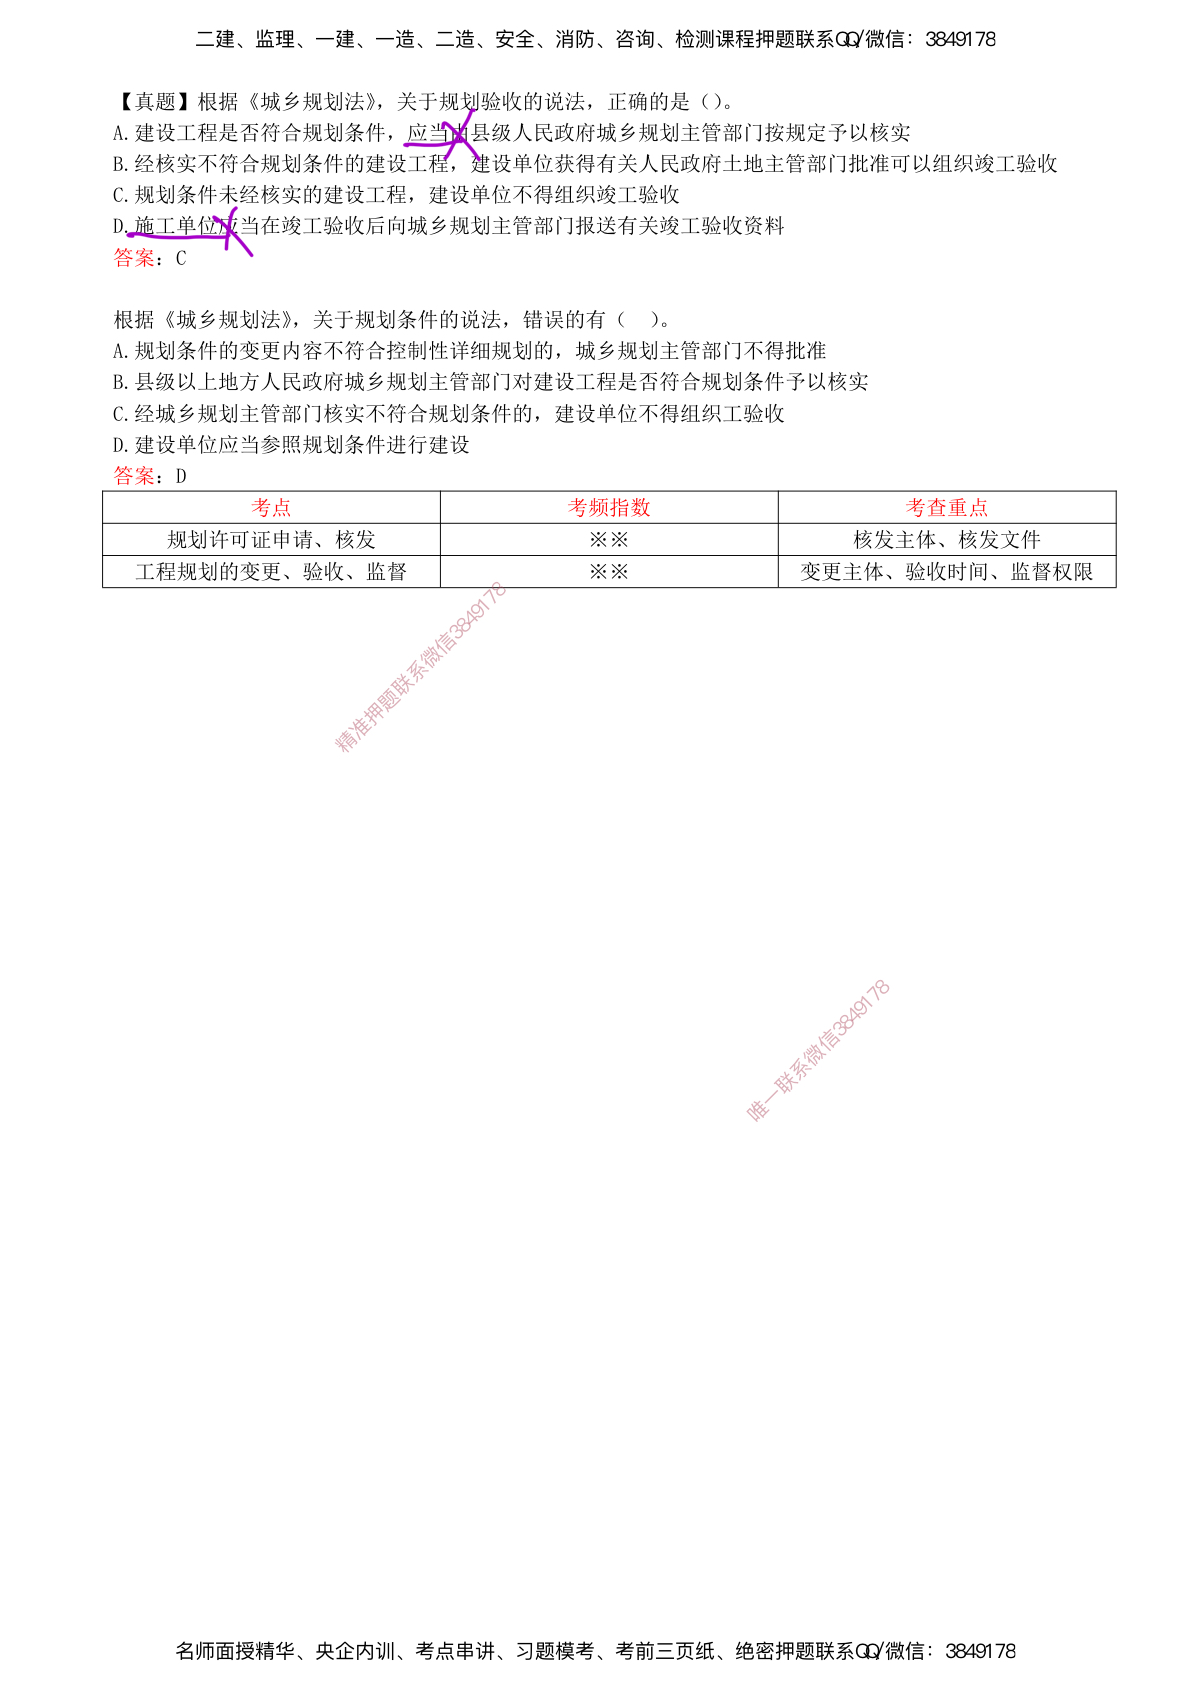 二建、监理、一建、一造、二造、安全、消防、咨询、检测课程押题联系QQ/微信：3849178
【真题】根据《城乡规划法》，关于规划验收的说法，正确的是（）。
A.建设工程是否符合规划条件，应当由县级人民政府城乡规划主管部门按规定予以核实
B.经核实不符合规划条件的建设工程，建设单位获得有关人民政府土地主管部门批准可以组织竣工验收
C.规划条件未经核实的建设工程，建设单位不得组织竣工验收
D.施工单位应当在竣工验收后向城乡规划主管部门报送有关竣工验收资料
答案：C
根据《城乡规划法》，关于规划条件的说法，错误的有（ ）。
A.规划条件的变更内容不符合控制性详细规划的，城乡规划主管部门不得批准
B.县级以上地方人民政府城乡规划主管部门对建设工程是否符合规划条件予以核实
C.经城乡规划主管部门核实不符合规划条件的，建设单位不得组织工验收
D.建设单位应当参照规划条件进行建设
答案：D
考点 考频指数 考查重点
规划许可证申请、核发 ※※ 核发主体、核发文件
工程规划的变更、验收、监督 ※※ 变更主体、验收时间、监督权限
精准押题联系微信3849178
唯一联系微信3849178
名师面授精华、央企内训、考点串讲、习题模考、考前三页纸、绝密押题联系QQ/微信：3849178